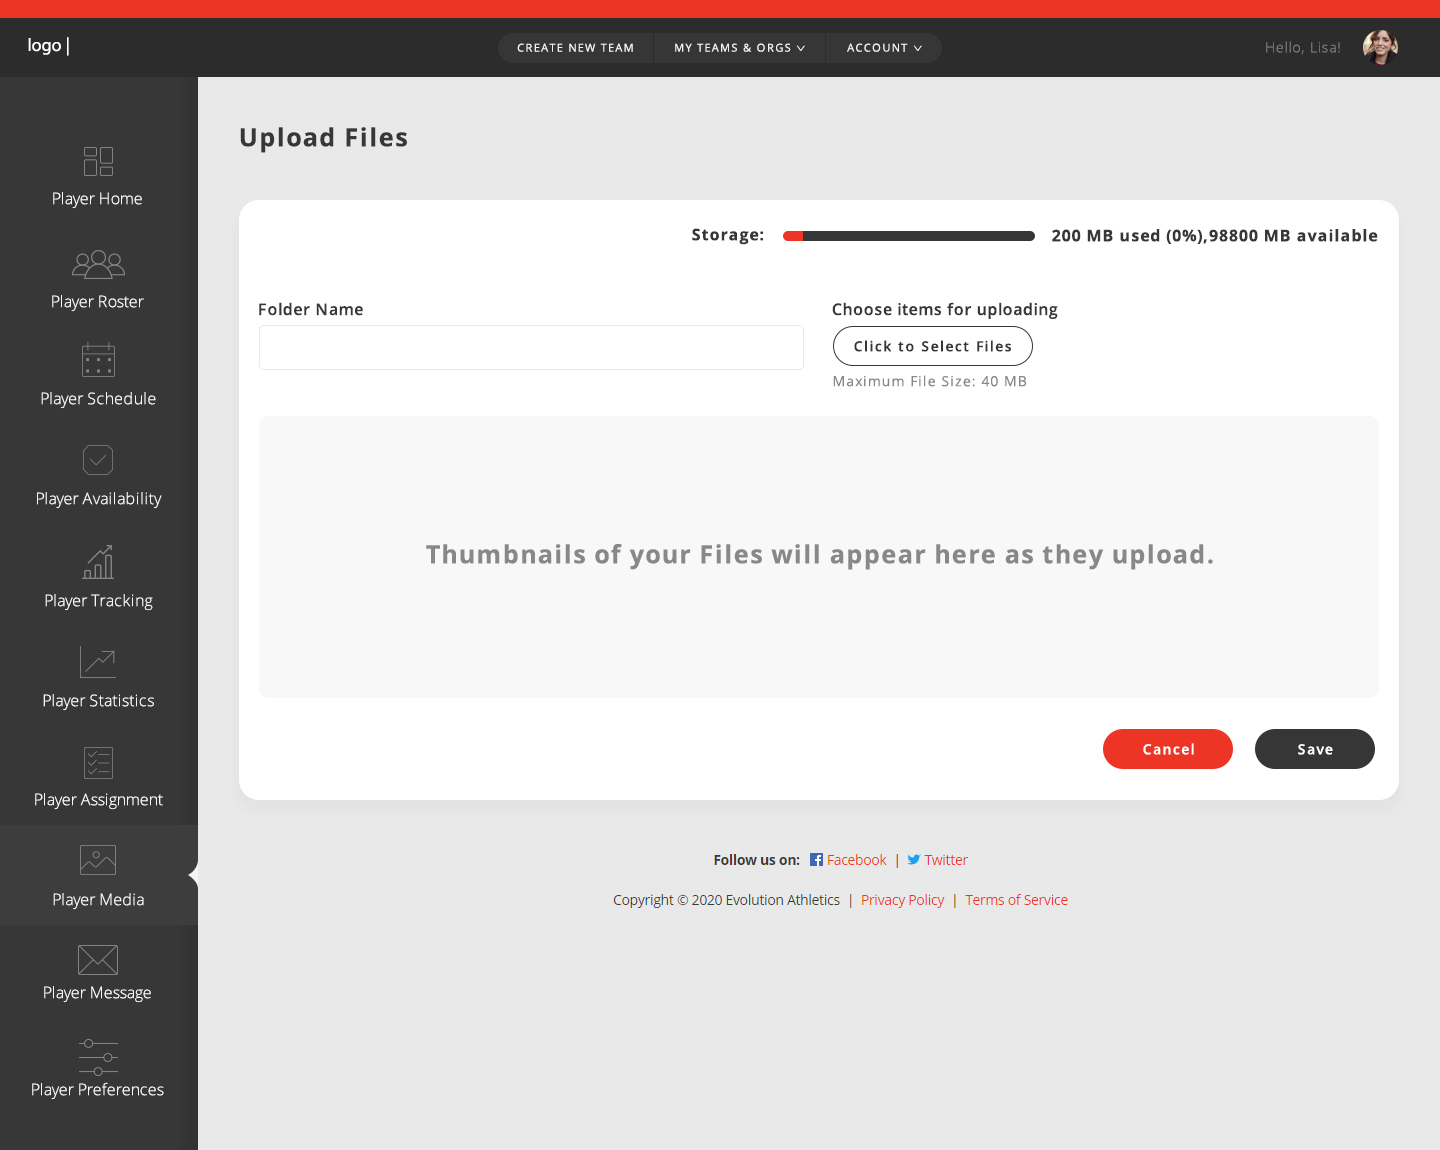 logo |
CREATE NEW TEAM
MY TEAMS & ORGS
ACCOUNT
Hello, Lisa!
Player Home
Player Roster
Player Schedule
Player Availability
Player Tracking
Player Statistics
Player Assignment
Player Media
Player Message
Player Preferences
Upload Files
Storage:
200 MB used (0%),98800 MB available
Folder Name
Choose items for uploading
Click to Select Files
Maximum File Size: 40 MB
Thumbnails of your Files will appear here as they upload.
Cancel
Save
Follow us on: Facebook | Twitter
Copyright © 2020 Evolution Athletics | Privacy Policy | Terms of Service